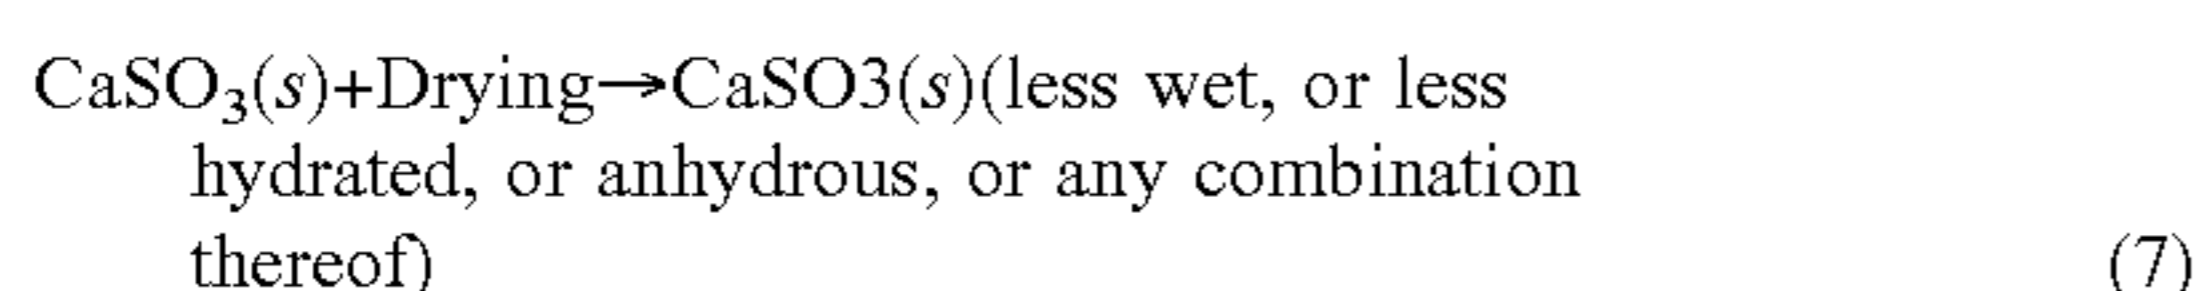 CaSO₃(s)+Drying→CaSO3(s)(less wet, or less
hydrated, or anhydrous, or any combination
thereof) (7)